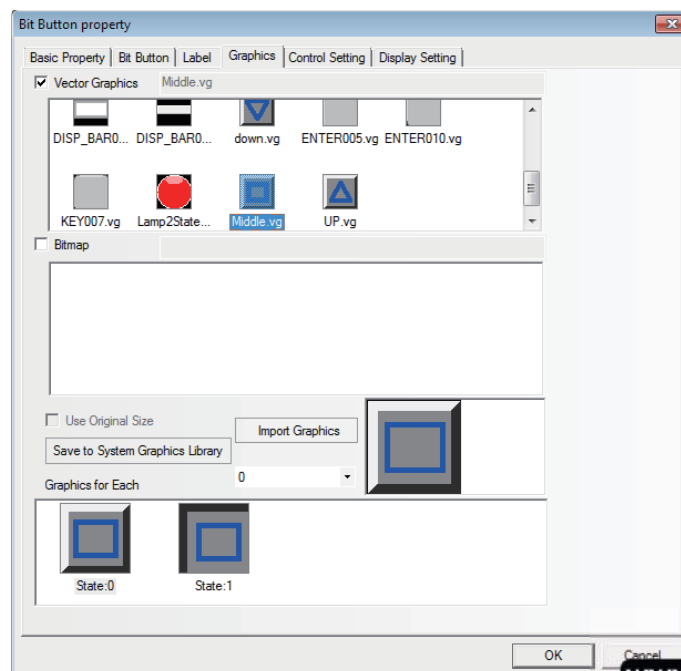 Bit Button property
Basic Property Bit Button Label Graphics Control Setting Display Setting
Vector Graphics Middle.vg
DISP_BAR0... DISP_BAR0... down.vg ENTER005.vg ENTER010.vg
KEY007.vg Lamp2State... Middle.vg UP.vg
Bitmap
Use Original Size
Import Graphics
Save to System Graphics Library
0
Graphics for Each
State:0 State:1
OK Cancel